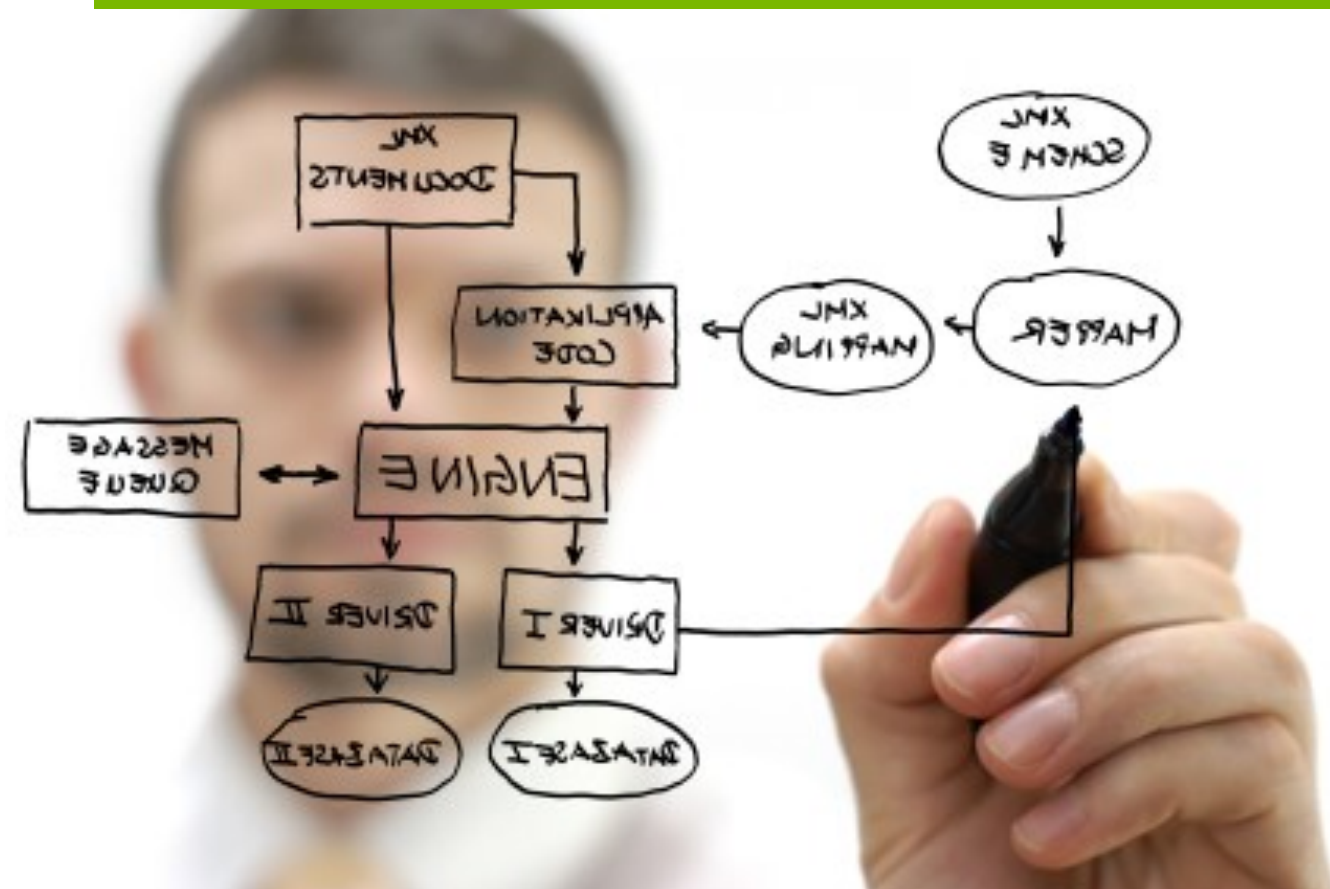 XML
DOCUMENTS
XML
SCHEME
APPLIKATION
CODE
XML
MAPPING
MAPPER
MESSAGE
QUEUE
ENGINE
DRIVER II
DRIVER I
DATABASE II
DATABASE I